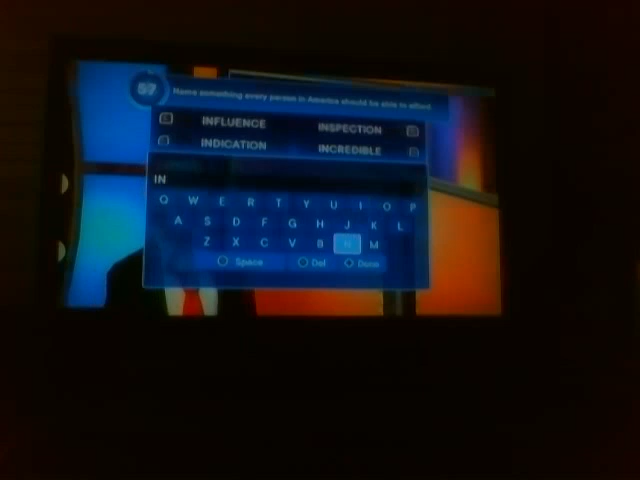 57
Name something every person in America should be able to afford
INFLUENCE INSPECTION
INDICATION INCREDIBLE
IN
Q W E R T Y U I O P
A S D F G H J K L
Z X C V B N M
Space Del Done